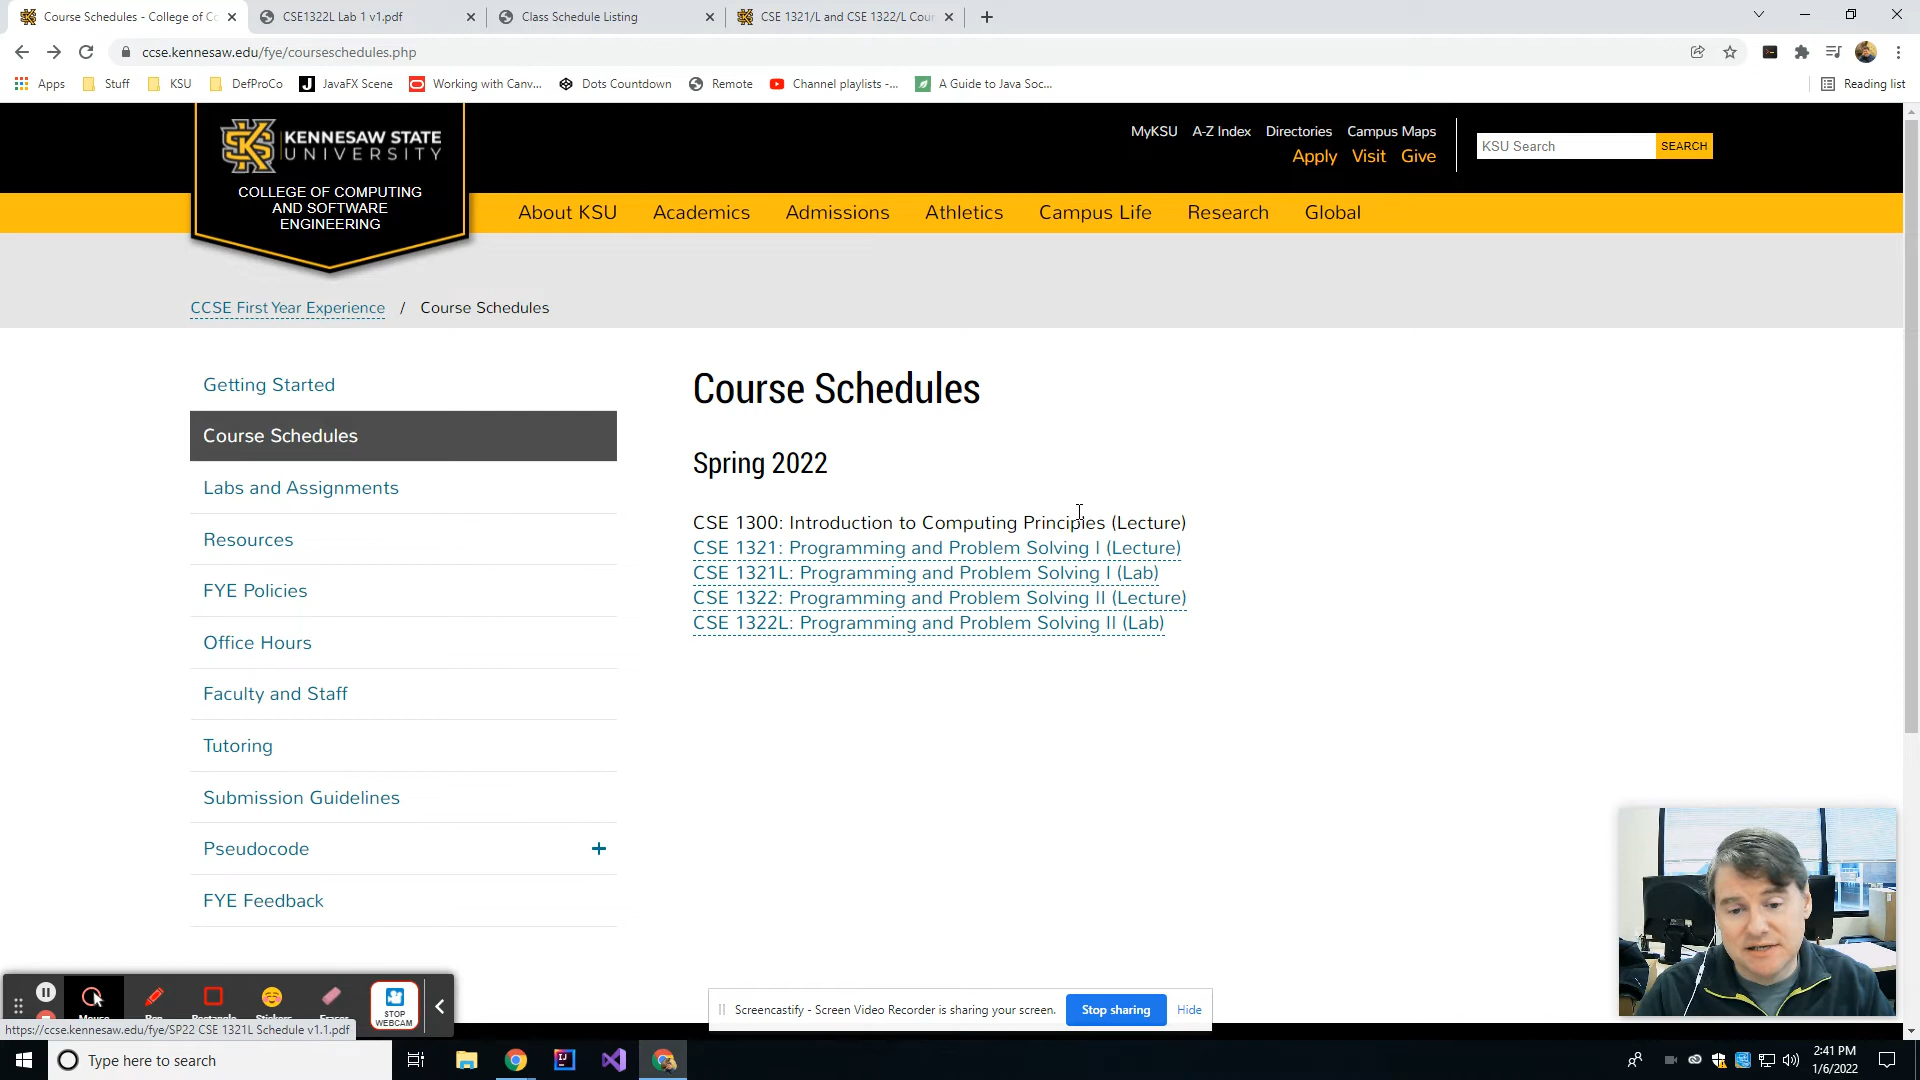 Course Schedules - College of Co
CSE1322L Lab 1 v1.pdf
Class Schedule Listing
CSE 1321/L and CSE 1322/L Cour
ccse.kennesaw.edu/fye/courseschedules.php
Apps
Stuff
KSU
DefProCo
JavaFX Scene
Working with Canv...
Dots Countdown
Remote
Channel playlists -...
A Guide to Java Soc...
Reading list
KENNESAW STATE
UNIVERSITY
COLLEGE OF COMPUTING
AND SOFTWARE
ENGINEERING
MyKSU A-Z Index Directories Campus Maps
Apply Visit Give
KSU Search
SEARCH
About KSU Academics Admissions Athletics Campus Life Research Global
CCSE First Year Experience / Course Schedules
Getting Started
Course Schedules
Labs and Assignments
Resources
FYE Policies
Office Hours
Faculty and Staff
Tutoring
Submission Guidelines
Pseudocode
FYE Feedback
Course Schedules
Spring 2022
CSE 1300: Introduction to Computing Principles (Lecture)
CSE 1321: Programming and Problem Solving I (Lecture)
CSE 1321L: Programming and Problem Solving I (Lab)
CSE 1322: Programming and Problem Solving II (Lecture)
CSE 1322L: Programming and Problem Solving II (Lab)
STOP
WEBCAM
https://ccse.kennesaw.edu/fye/SP22 CSE 1321L Schedule v1.1.pdf
Screencastify - Screen Video Recorder is sharing your screen.
Stop sharing
Hide
Type here to search
2:41 PM
1/6/2022